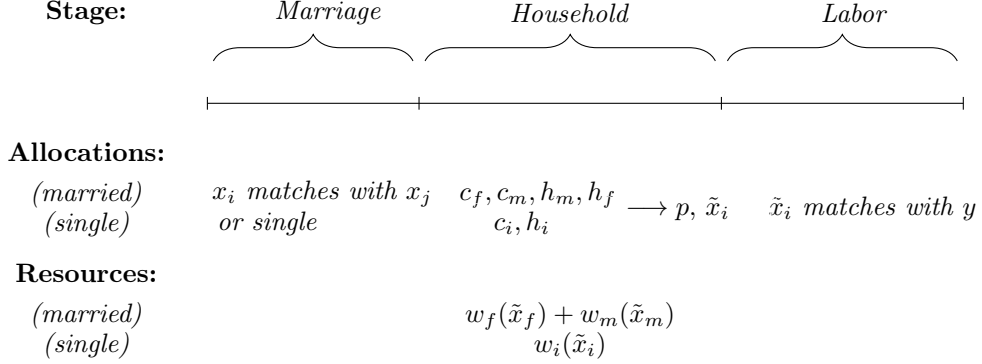 Stage: Marriage Household Labor
Allocations:
(married) x_i matches with x_j c_f, c_m, h_m, h_f
⟶ p, x̃_i x̃_i matches with y
(single) or single c_i, h_i
Resources:
(married) w_f(x̃_f) + w_m(x̃_m)
(single) w_i(x̃_i)